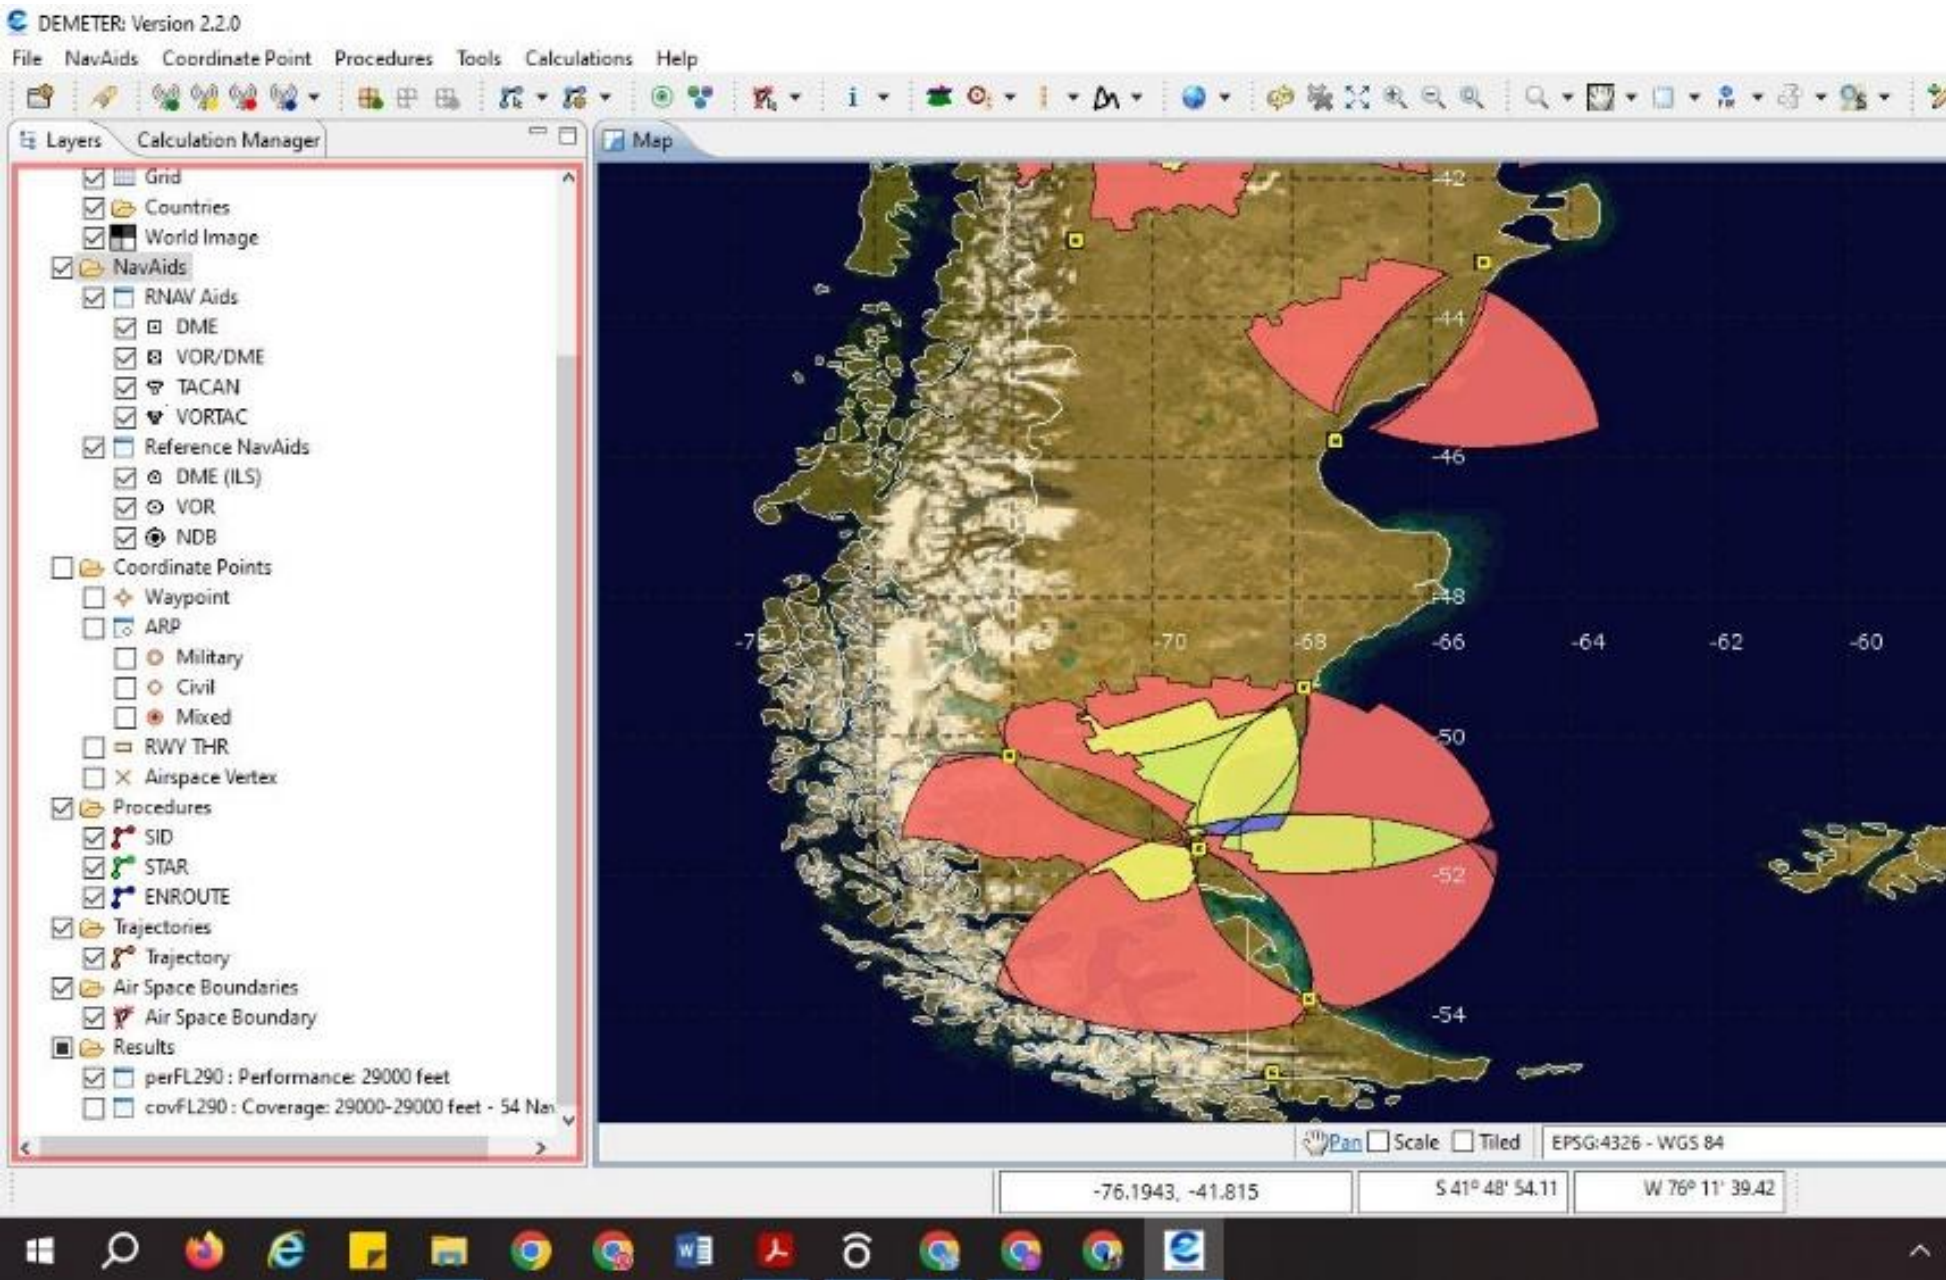 DEMETER: Version 2.2.0
File NavAids Coordinate Point Procedures Tools Calculations Help
Layers Calculation Manager
Map
Grid
Countries
World Image
NavAids
RNAV Aids
DME
VOR/DME
TACAN
VORTAC
Reference NavAids
DME (ILS)
VOR
NDB
Coordinate Points
Waypoint
ARP
Military
Civil
Mixed
RWY THR
Airspace Vertex
Procedures
SID
STAR
ENROUTE
Trajectories
Trajectory
Air Space Boundaries
Air Space Boundary
Results
perFL290 : Performance: 29000 feet
covFL290 : Coverage: 29000-29000 feet - 54 Nav
-42
-44
-46
-48
-70 -68 -66 -64 -62 -60
-50
-52
-54
Pan Scale Tiled EPSG:4326 - WGS 84
-76.1943, -41.815 S 41º 48' 54.11 W 76º 11' 39.42